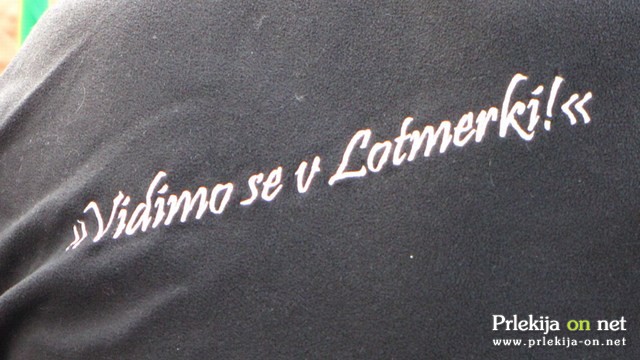 »Vidimo se v Lotmerki!«
Prlekija on net
www.prlekija-on.net